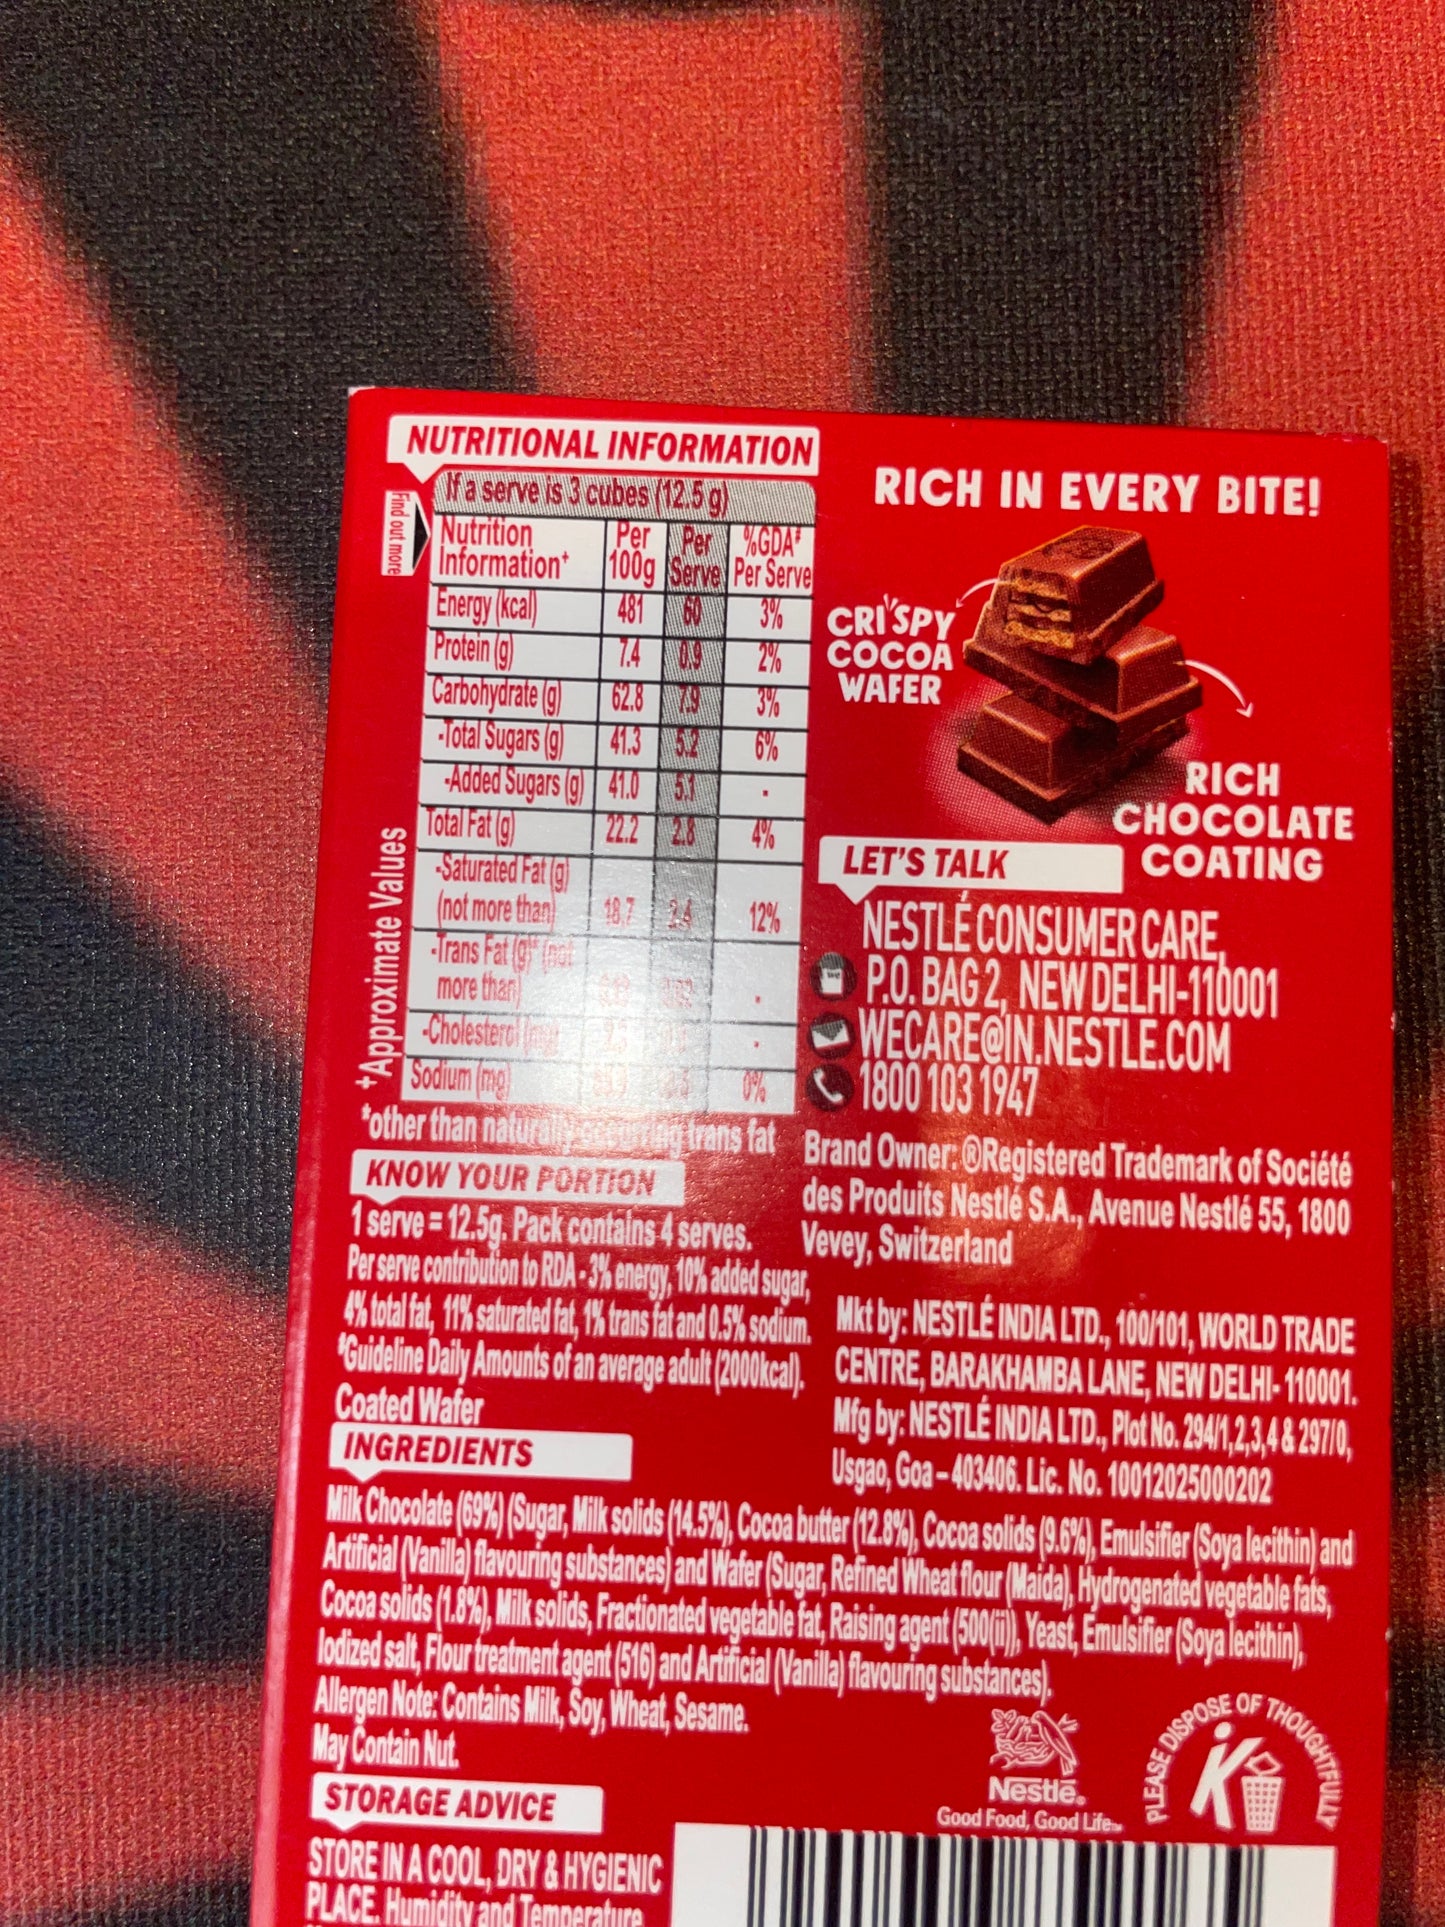 NUTRITIONAL INFORMATION
Find out more
If a serve is 3 cubes (12.5 g)
Nutrition Information⁺ Per 100g Per Serve %GDA# Per Serve
Energy (kcal) 481 60 3%
Protein (g) 7.4 0.9 2%
Carbohydrate (g) 62.8 7.9 3%
-Total Sugars (g) 41.3 5.2 6%
-Added Sugars (g) 41.0 5.1 -
Total Fat (g) 22.2 2.8 4%
-Saturated Fat (g)
(not more than) 18.7 12%
-Trans Fat (g)* (not
more than) -
-Cholesterol (mg) -
Sodium (mg) 0%
⁺Approximate Values
*other than naturally occurring trans fat
KNOW YOUR PORTION
1 serve = 12.5g. Pack contains 4 serves.
Per serve contribution to RDA - 3% energy, 10% added sugar,
4% total fat, 11% saturated fat, 1% trans fat and 0.5% sodium.
#Guideline Daily Amounts of an average adult (2000kcal).
Coated Wafer
RICH IN EVERY BITE!
CRISPY
COCOA
WAFER
RICH
CHOCOLATE
COATING
LET'S TALK
NESTLÉ CONSUMER CARE,
P.O. BAG 2, NEW DELHI-110001
WECARE@IN.NESTLE.COM
1800 103 1947
Brand Owner: ®Registered Trademark of Société
des Produits Nestlé S.A., Avenue Nestlé 55, 1800
Vevey, Switzerland
Mkt by: NESTLÉ INDIA LTD., 100/101, WORLD TRADE
CENTRE, BARAKHAMBA LANE, NEW DELHI- 110001.
Mfg by: NESTLÉ INDIA LTD., Plot No. 294/1,2,3,4 & 297/0,
Usgao, Goa – 403406. Lic. No. 10012025000202
INGREDIENTS
Milk Chocolate (69%) (Sugar, Milk solids (14.5%), Cocoa butter (12.8%), Cocoa solids (9.6%), Emulsifier (Soya lecithin) and
Artificial (Vanilla) flavouring substances) and Wafer (Sugar, Refined Wheat flour (Maida), Hydrogenated vegetable fats,
Cocoa solids (1.8%), Milk solids, Fractionated vegetable fat, Raising agent (500(ii)), Yeast, Emulsifier (Soya lecithin),
Iodized salt, Flour treatment agent (516) and Artificial (Vanilla) flavouring substances).
Allergen Note: Contains Milk, Soy, Wheat, Sesame.
May Contain Nut.
Nestlé®
Good Food, Good Life
PLEASE DISPOSE OF THOUGHTFULLY
STORAGE ADVICE
STORE IN A COOL, DRY & HYGIENIC
PLACE. Humidity and Temperature